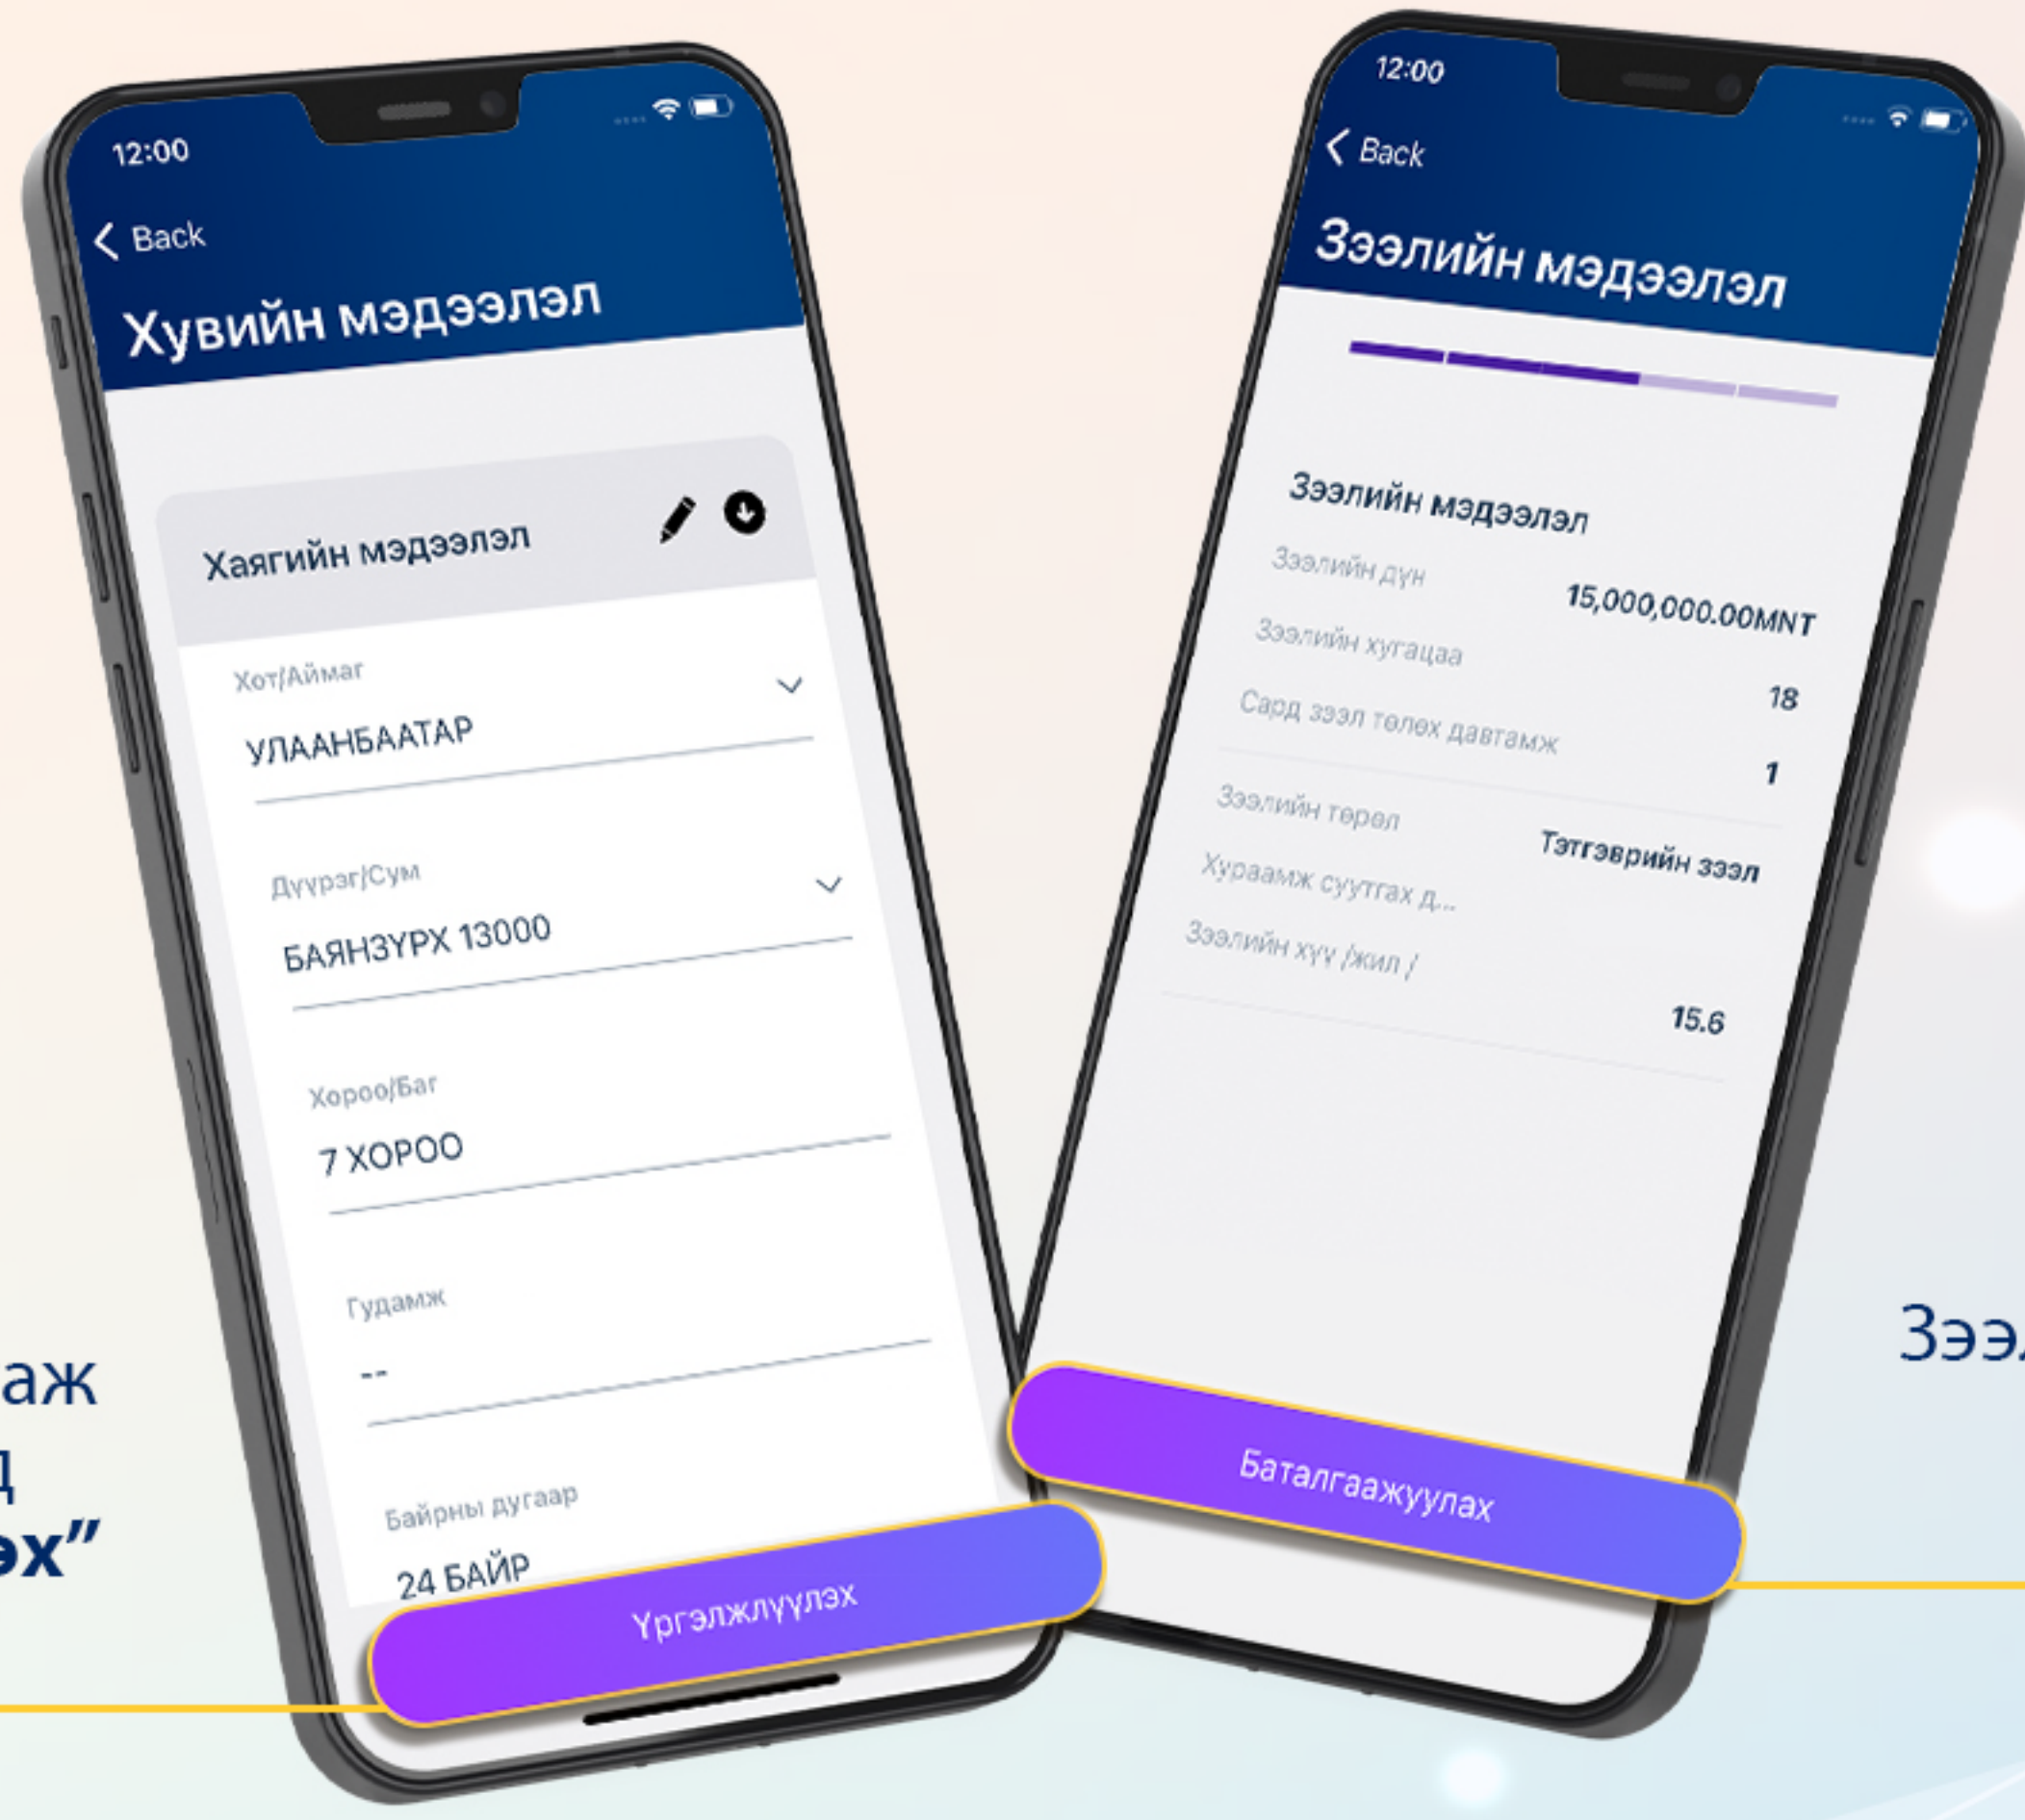 12:00
Back
Хувийн мэдээлэл
Хаягийн мэдээлэл
Хот/Аймаг
УЛААНБААТАР
Дүүрэг/Сум
БАЯНЗҮРХ 13000
Хороо/Баг
7 ХОРОО
Гудамж
--
Байрны дугаар
24 БАЙР
Үргэлжлүүлэх
12:00
Back
Зээлийн мэдээлэл
Зээлийн мэдээлэл
Зээлийн дүн 15,000,000.00MNT
Зээлийн хугацаа 18
Сард зээл төлөх давтамж 1
Зээлийн төрөл Тэтгэврийн зээл
Хураамж суутгах д...
Зээлийн хүү /жил / 15.6
Баталгаажуулах